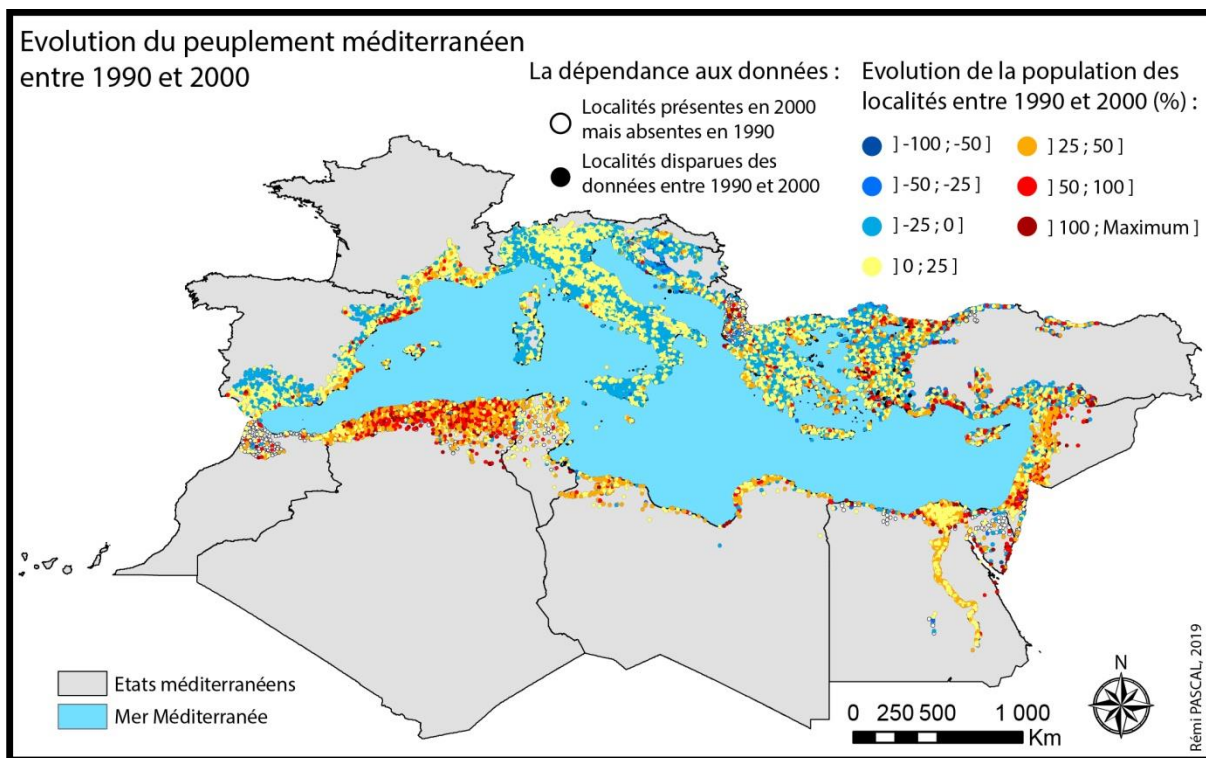 Evolution du peuplement méditerranéen
entre 1990 et 2000
La dépendance aux données :
Localités présentes en 2000
mais absentes en 1990
Localités disparues des
données entre 1990 et 2000
Evolution de la population des
localités entre 1990 et 2000 (%) :
] -100 ; -50 ]
] -50 ; -25 ]
] -25 ; 0 ]
] 0 ; 25 ]
] 25 ; 50 ]
] 50 ; 100 ]
] 100 ; Maximum ]
Etats méditerranéens
Mer Méditerranée
0 250 500 1 000
Km
N
Rémi PASCAL, 2019